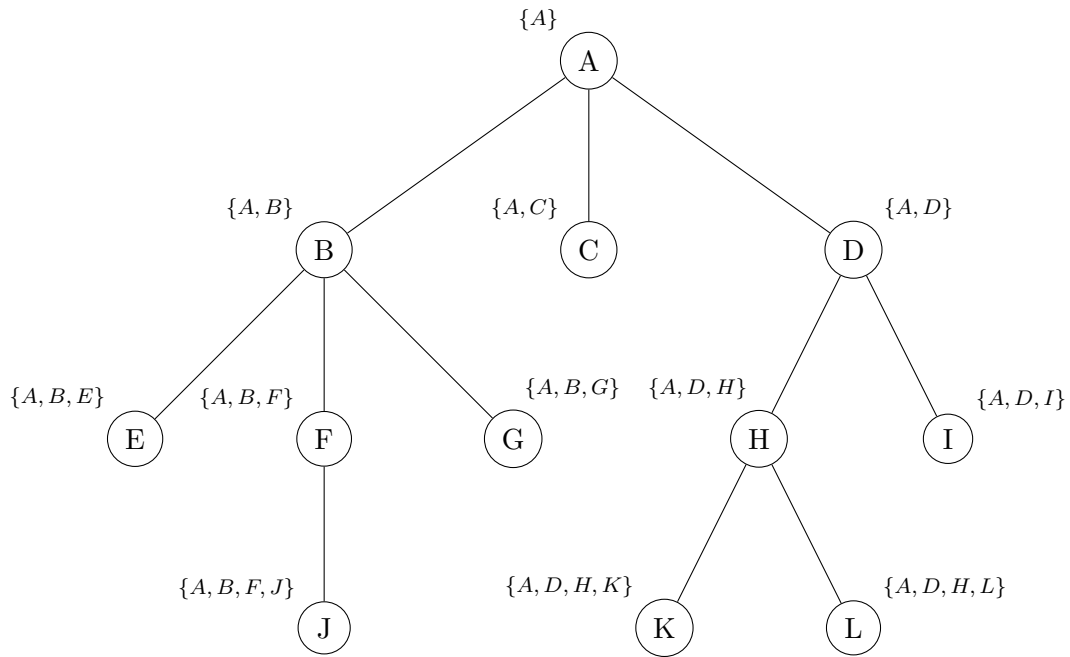 {A}
A
{A, B}
{A, C}
{A, D}
B
C
D
{A, B, E}
{A, B, F}
{A, B, G}
{A, D, H}
{A, D, I}
E
F
G
H
I
{A, B, F, J}
{A, D, H, K}
{A, D, H, L}
J
K
L